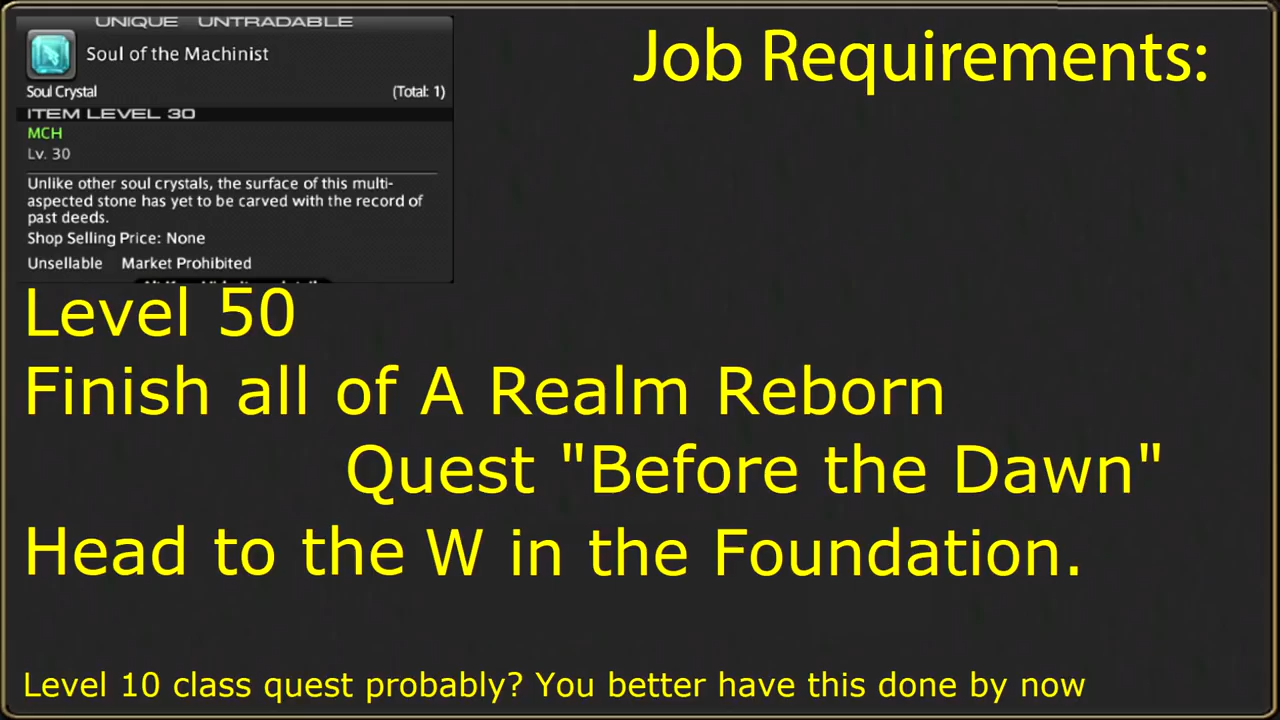 UNIQUE UNTRADABLE
Soul of the Machinist
Soul Crystal (Total: 1)
ITEM LEVEL 30
MCH
Lv. 30
Unlike other soul crystals, the surface of this multi-
aspected stone has yet to be carved with the record of
past deeds.
Shop Selling Price: None
Unsellable Market Prohibited
Job Requirements:
Level 50
Finish all of A Realm Reborn
Quest "Before the Dawn"
Head to the W in the Foundation.
Level 10 class quest probably? You better have this done by now